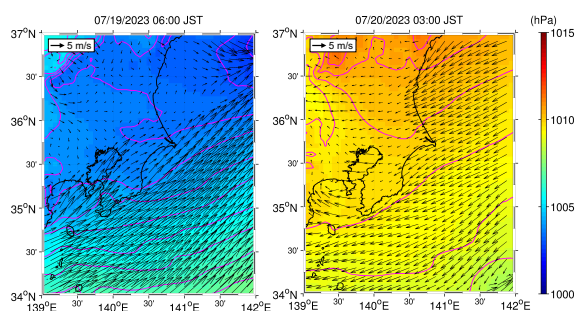 07/19/2023 06:00 JST
07/20/2023 03:00 JST
(hPa)
37°N
5 m/s
37°N
5 m/s
1015
30'
30'
36°N
36°N
1010
30'
30'
35°N
35°N
1005
30'
30'
34°N
34°N
1000
139°E
30'
140°E
30'
141°E
30'
142°E
139°E
30'
140°E
30'
141°E
30'
142°E